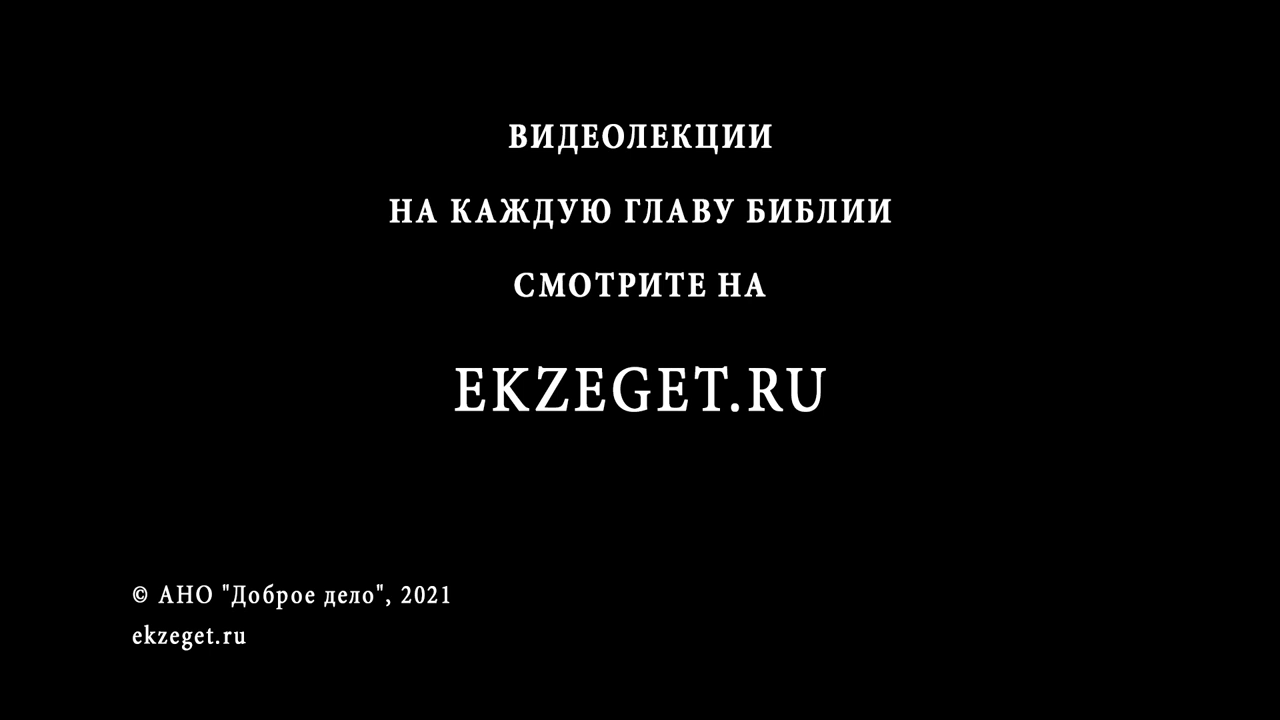 ВИДЕОЛЕКЦИИ
НА КАЖДУЮ ГЛАВУ БИБЛИИ
СМОТРИТЕ НА
EKZEGET.RU
© АНО "Доброе дело", 2021
ekzeget.ru